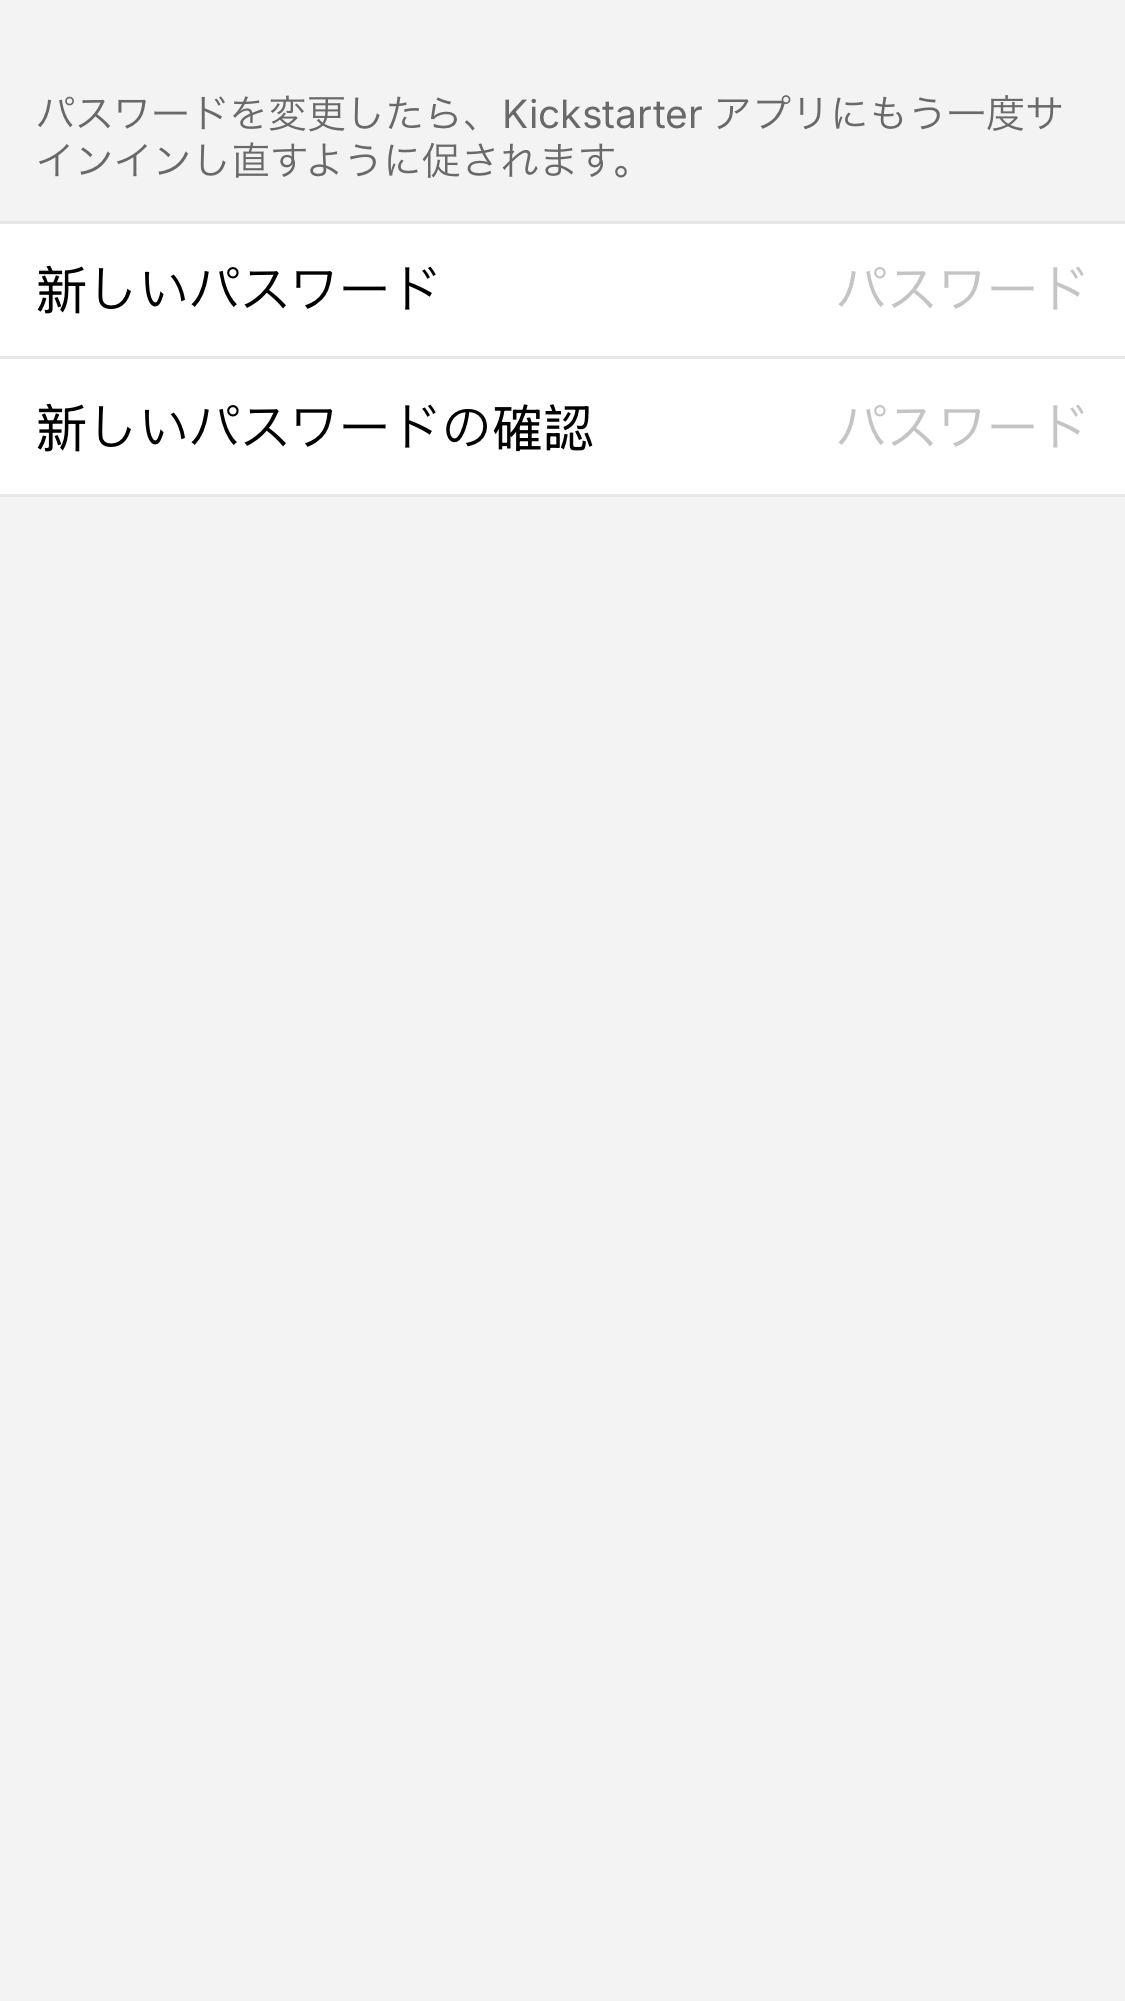 パスワードを変更したら、Kickstarter アプリにもう一度サ
インインし直すように促されます。
新しいパスワード パスワード
新しいパスワードの確認 パスワード